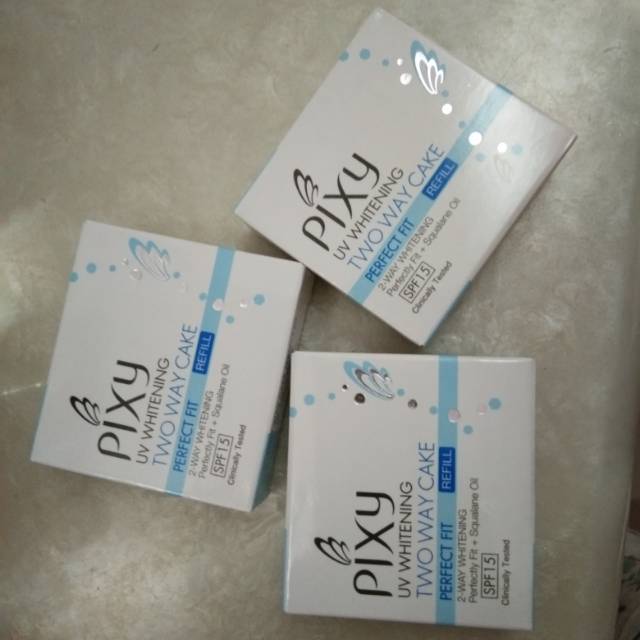 PIXY
UV WHITENING
TWO WAY CAKE
PERFECT FIT REFILL
2-WAY WHITENING
Perfectly Fit + Squalane Oil
SPF15
Clinically Tested
PIXY
UV WHITENING
TWO WAY CAKE
PERFECT FIT REFILL
2-WAY WHITENING
Perfectly Fit + Squalane Oil
SPF15
Clinically Tested
PIXY
UV WHITENING
TWO WAY CAKE
PERFECT FIT REFILL
2-WAY WHITENING
Perfectly Fit + Squalane Oil
SPF15
Clinically Tested